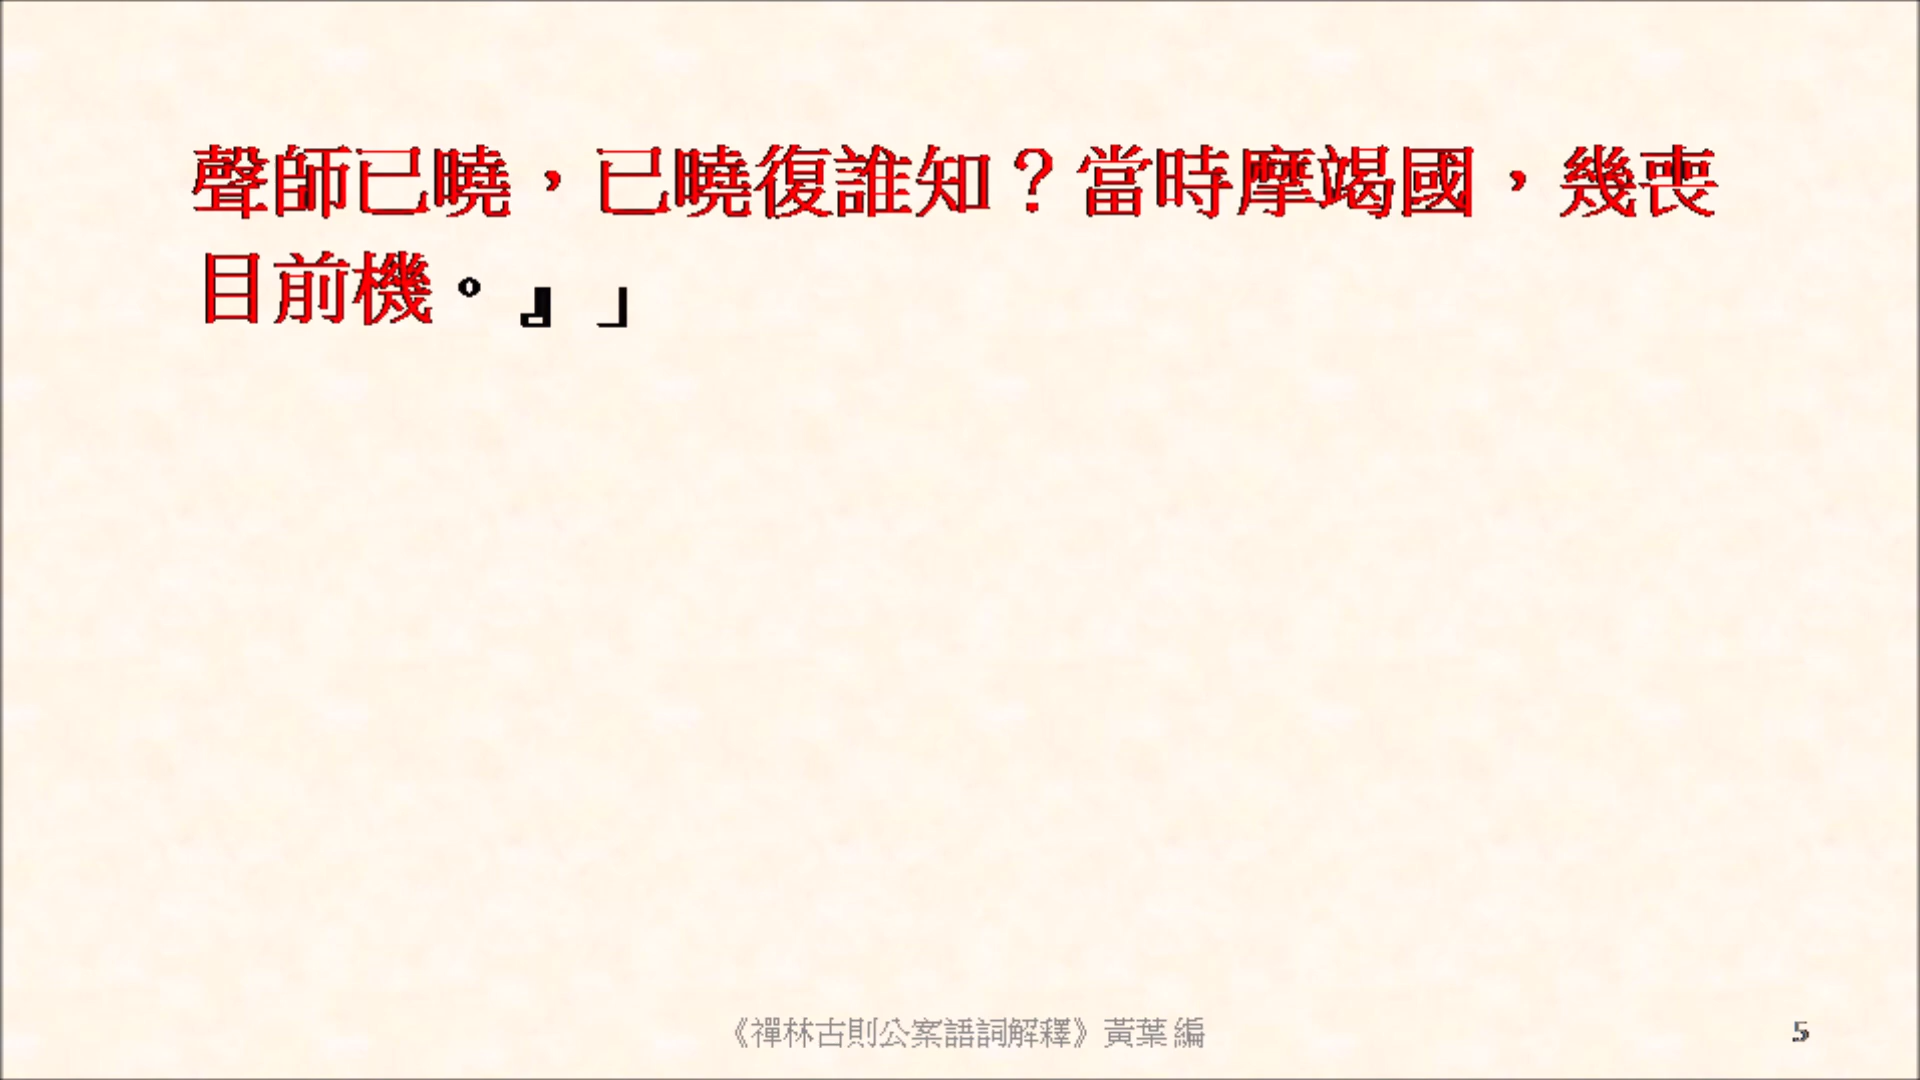 聲師已曉，已曉復誰知？當時摩竭國，幾喪
目前機。』」
《禪林古則公案語詞解釋》黃葉 編
5